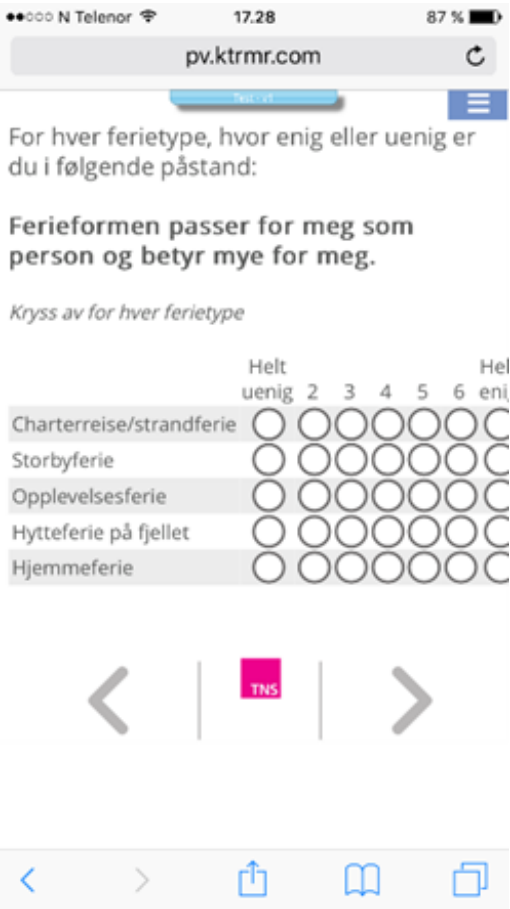 N Telenor 17.28 87 %
pv.ktrmr.com
For hver ferietype, hvor enig eller uenig er
du i følgende påstand:
Ferieformen passer for meg som
person og betyr mye for meg.
Kryss av for hver ferietype
Helt Hel
uenig 2 3 4 5 6 eni
Charterreise/strandferie
Storbyferie
Opplevelsesferie
Hytteferie på fjellet
Hjemmeferie
TNS